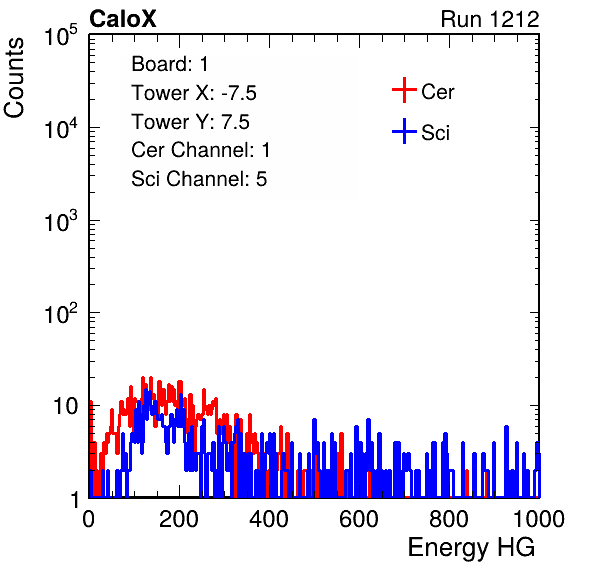 CaloX Run 1212
Counts
10^5
10^4
10^3
10^2
10
1
Board: 1
Tower X: -7.5
Tower Y: 7.5
Cer Channel: 1
Sci Channel: 5
Cer
Sci
0 200 400 600 800 1000
Energy HG